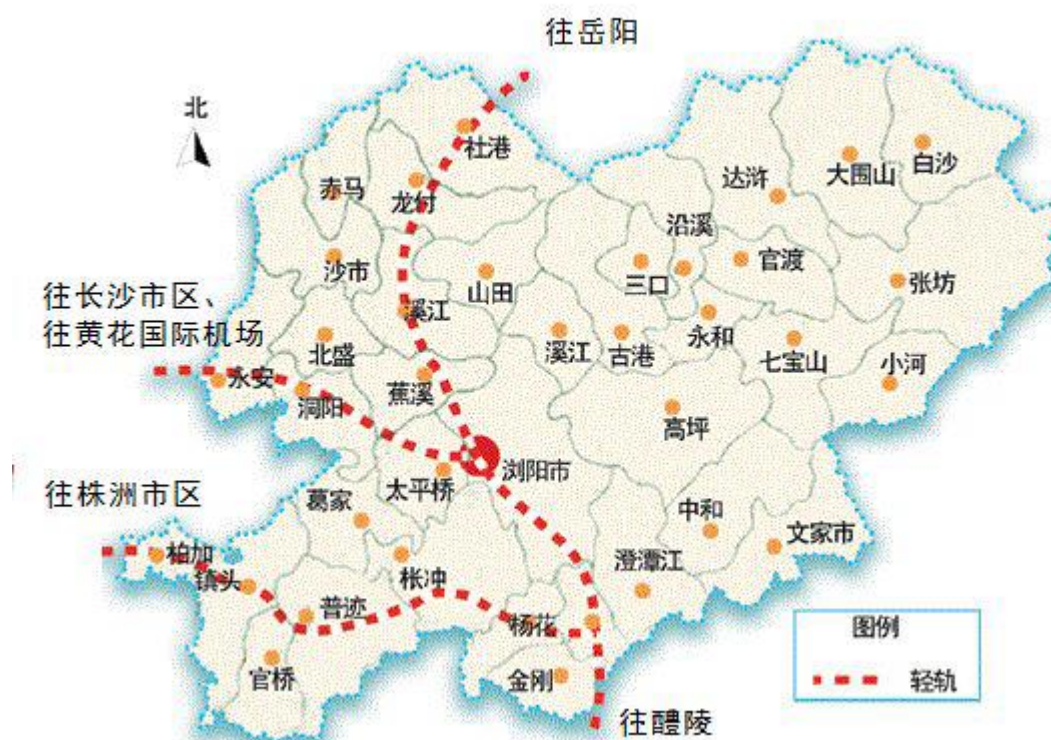 往岳阳
北
社港
赤马
龙付
达浒
大围山
白沙
沿溪
沙市
山田
三口
官渡
张坊
往长沙市区、
往黄花国际机场
溪江
北盛
溪江
古港
永和
七宝山
小河
永安
洞阳
蕉溪
高坪
往株洲市区
太平桥
浏阳市
葛家
中和
文家市
柏加
镇头
枨冲
澄潭江
普迹
杨花
官桥
金刚
往醴陵
图例
轻轨